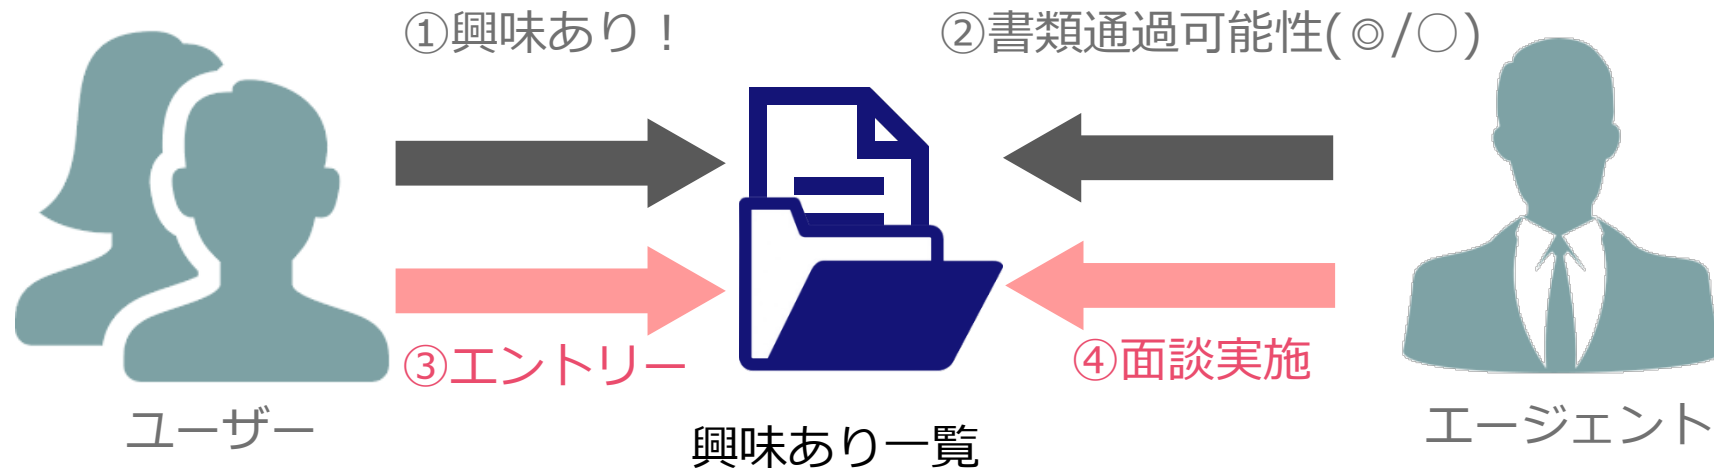 ①興味あり！
②書類通過可能性(◎/○)
③エントリー
④面談実施
ユーザー
興味あり一覧
エージェント